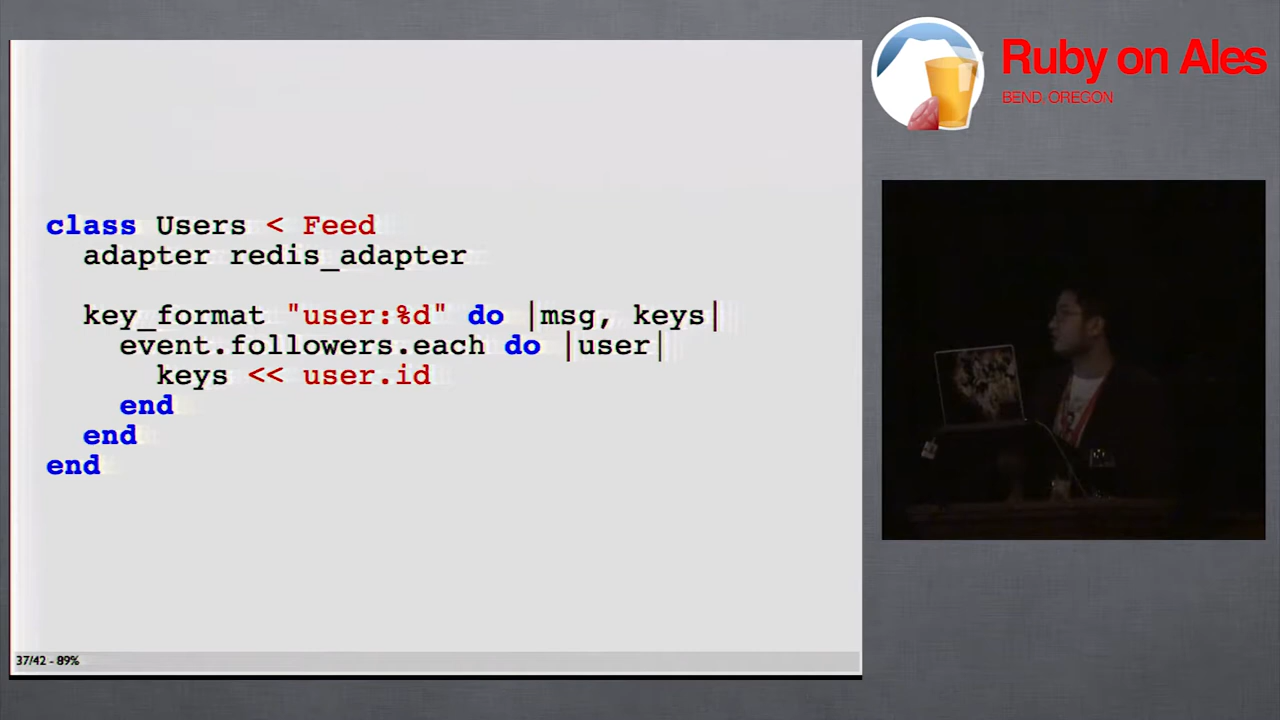 Ruby on Ales
BEND, OREGON
class Users < Feed
  adapter redis_adapter

  key_format "user:%d" do |msg, keys|
    event.followers.each do |user|
      keys << user.id
    end
  end
end
37/42 - 89%